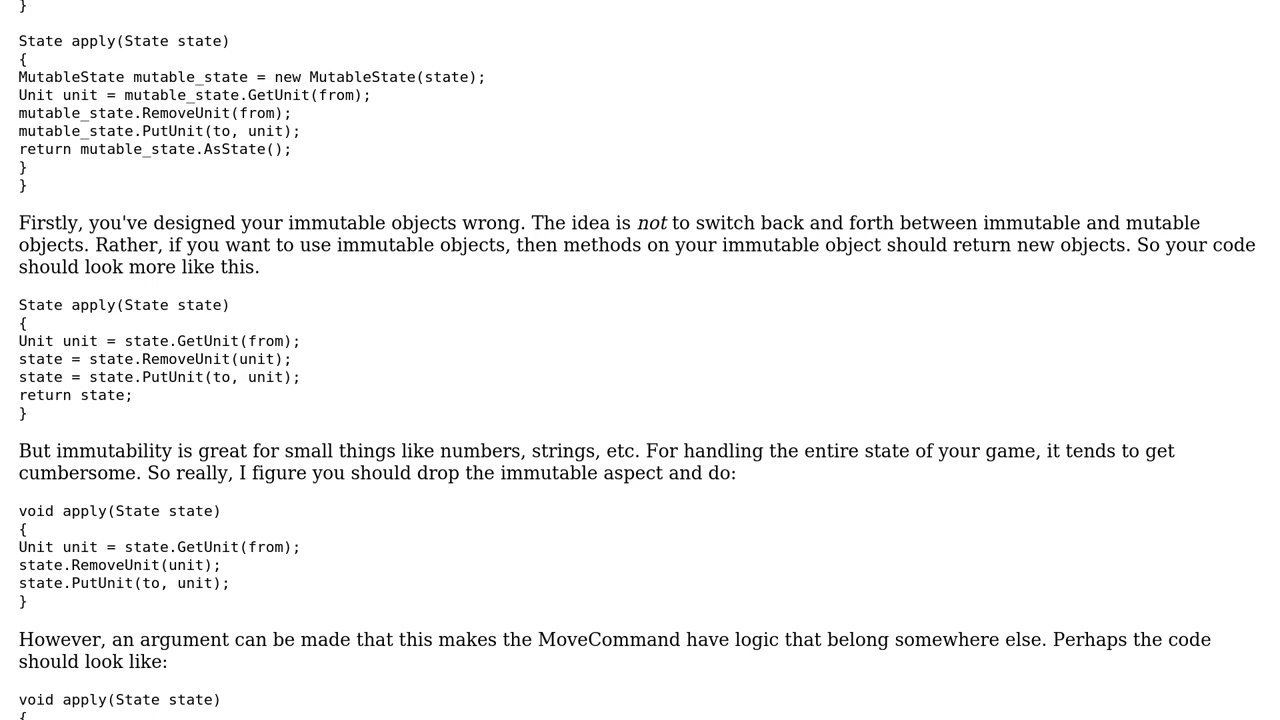 }
State apply(State state)
{
MutableState mutable_state = new MutableState(state);
Unit unit = mutable_state.GetUnit(from);
mutable_state.RemoveUnit(from);
mutable_state.PutUnit(to, unit);
return mutable_state.AsState();
}
}
Firstly, you've designed your immutable objects wrong. The idea is not to switch back and forth between immutable and mutable
objects. Rather, if you want to use immutable objects, then methods on your immutable object should return new objects. So your code
should look more like this.
State apply(State state)
{
Unit unit = state.GetUnit(from);
state = state.RemoveUnit(unit);
state = state.PutUnit(to, unit);
return state;
}
But immutability is great for small things like numbers, strings, etc. For handling the entire state of your game, it tends to get
cumbersome. So really, I figure you should drop the immutable aspect and do:
void apply(State state)
{
Unit unit = state.GetUnit(from);
state.RemoveUnit(unit);
state.PutUnit(to, unit);
}
However, an argument can be made that this makes the MoveCommand have logic that belong somewhere else. Perhaps the code
should look like:
void apply(State state)
{